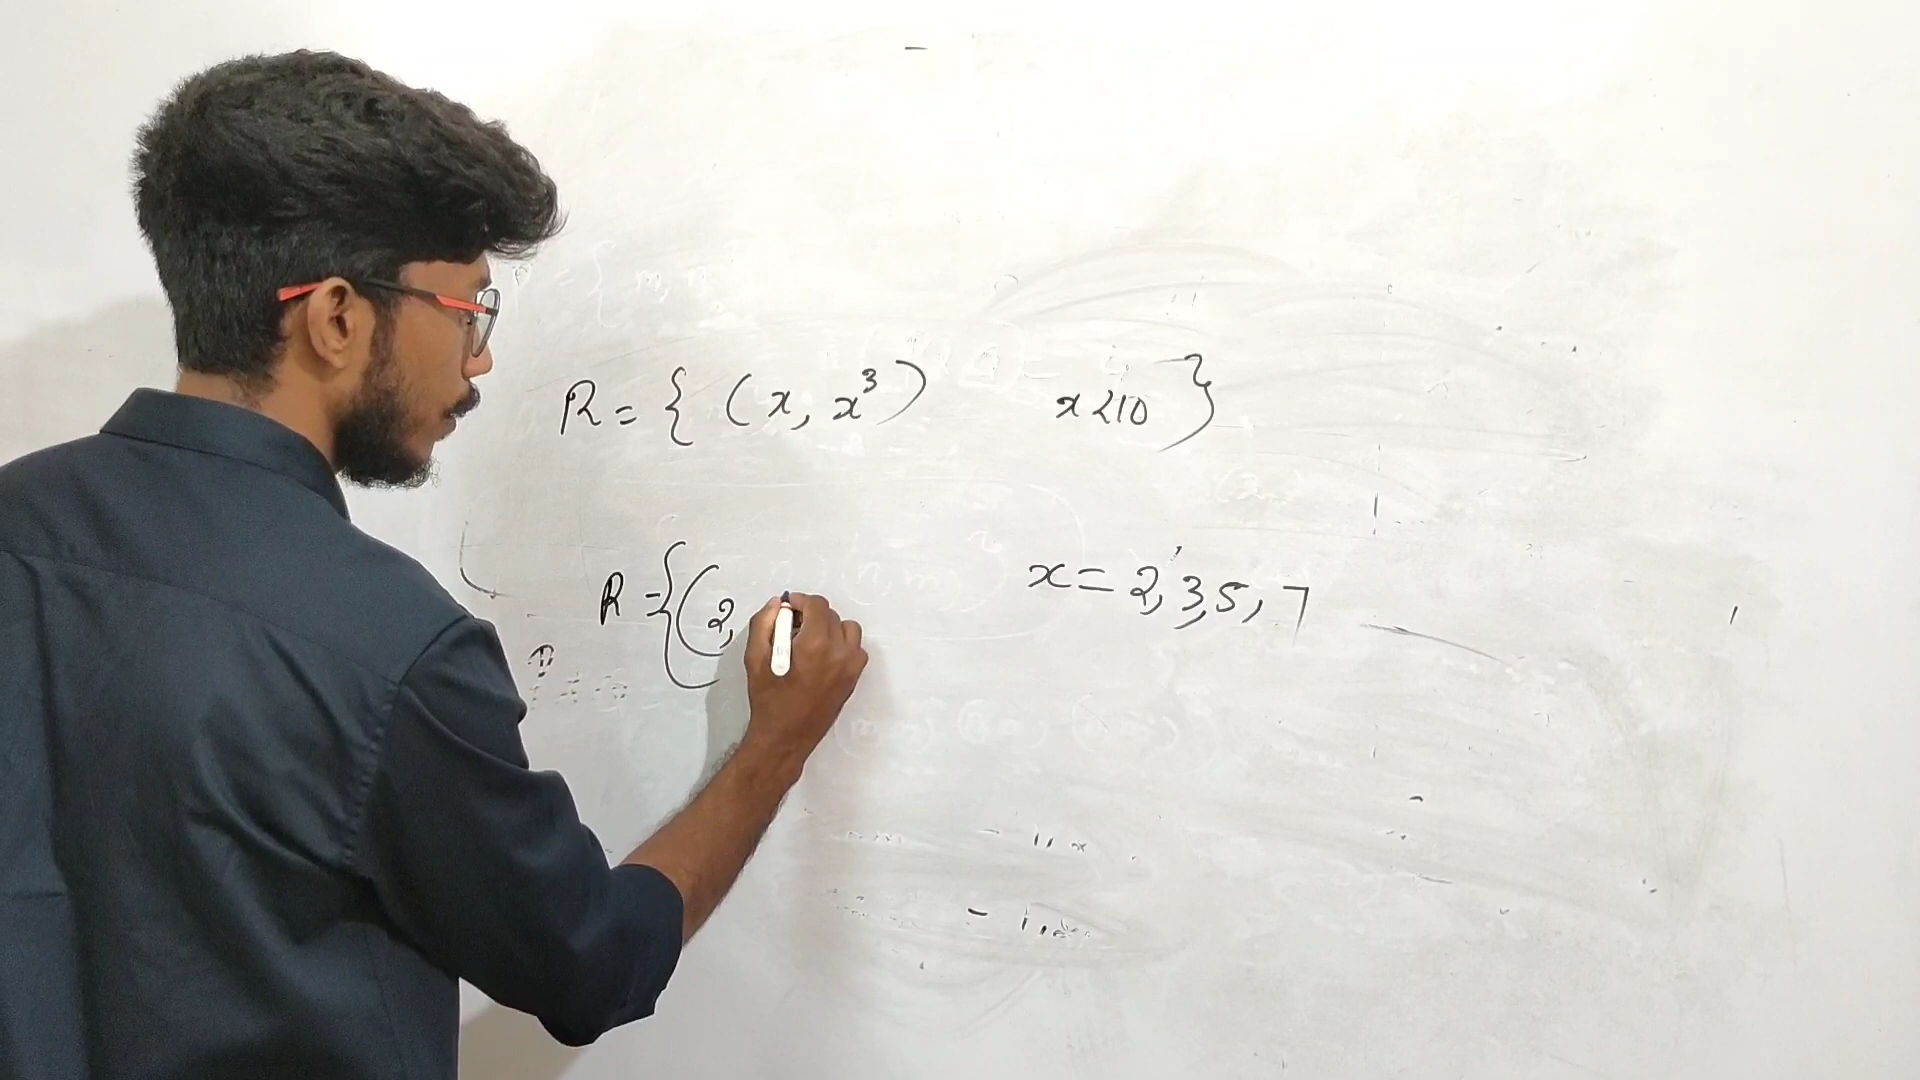 R = { (x, x³) x<10 }
R = { (2, x = 2, 3, 5, 7